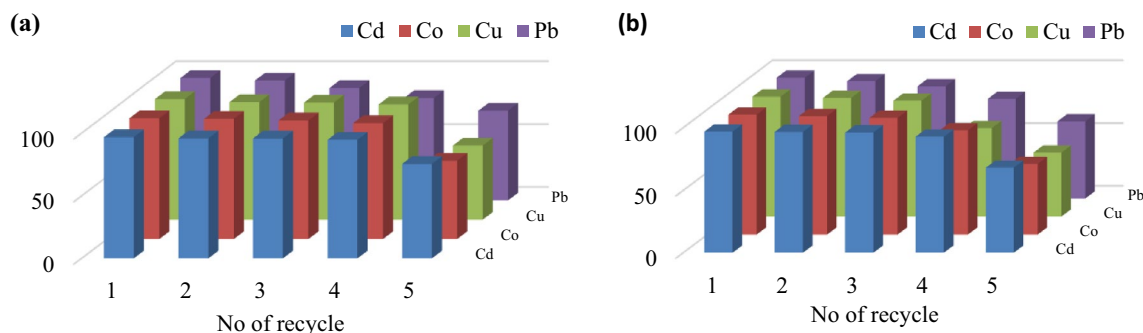 (a)
Cd Co Cu Pb
100
50
0
Pb
Cu
Co
Cd
1 2 3 4 5
No of recycle
(b)
Cd Co Cu Pb
100
50
0
Pb
Cu
Co
Cd
1 2 3 4 5
No of recycle